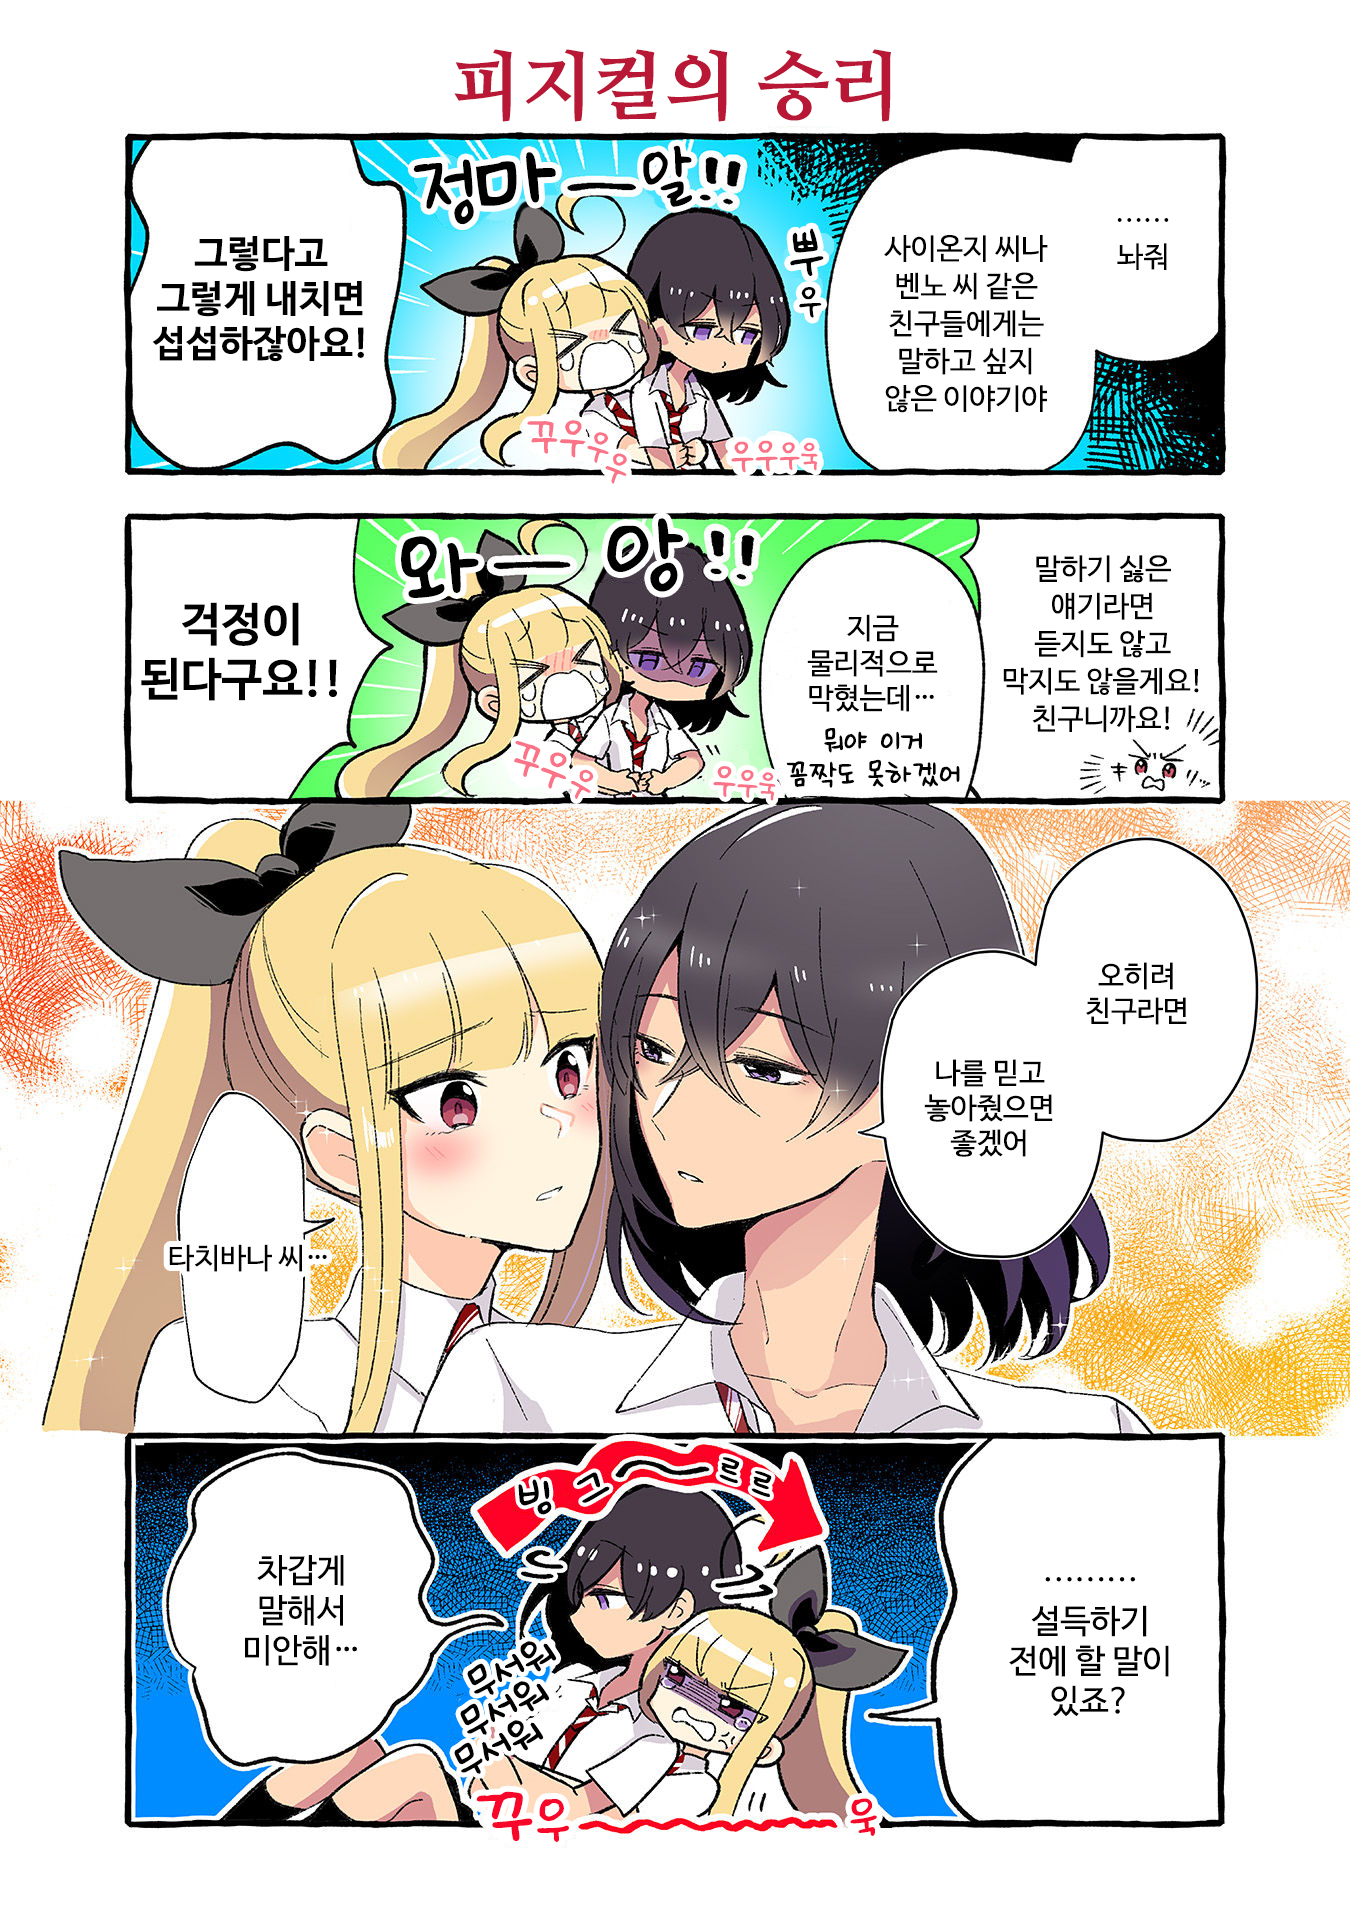 피지컬의 승리
……
놔줘
사이온지 씨나
벤노 씨 같은
친구들에게는
말하고 싶지
않은 이야기야
뿌우
정마—알!!
꾸우우우
우우우욱
그렇다고
그렇게 내치면
섭섭하잖아요!
말하기 싫은
얘기라면
듣지도 않고
막지도 않을게요!
친구니까요!
지금
물리적으로
막혔는데…
뭐야 이거
꼼짝도 못하겠어
와—앙!!
꾸우우
우우욱
걱정이
된다구요!!
오히려
친구라면
나를 믿고
놓아줬으면
좋겠어
타치바나 씨…
………
설득하기
전에 할 말이
있죠?
빙그~르르
무서워
무서워
무서워
꾸우~욱
차갑게
말해서
미안해…